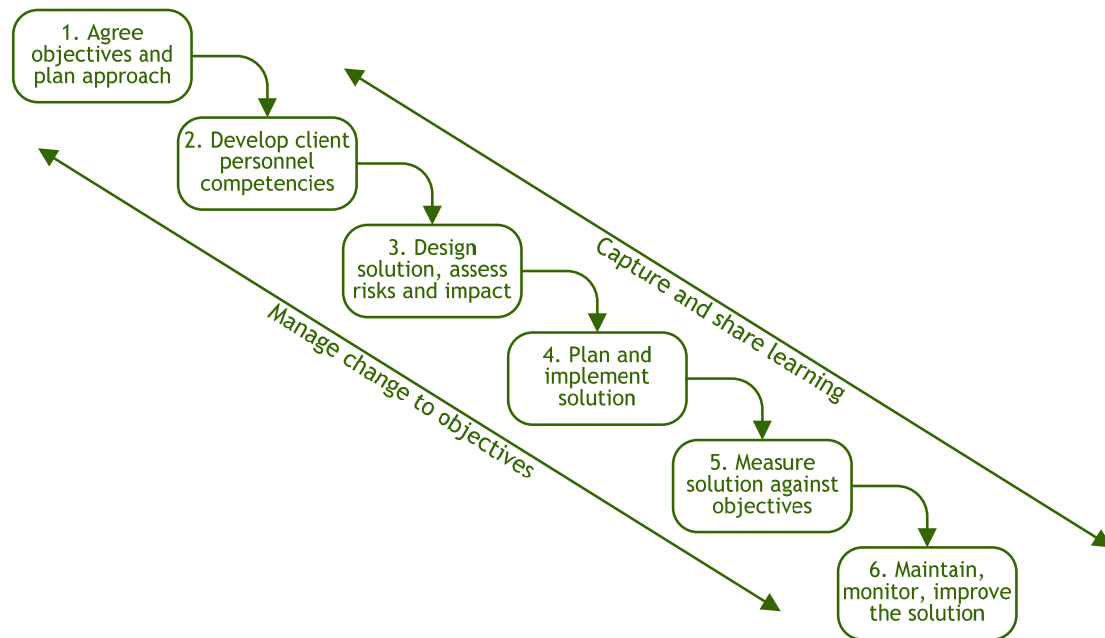 1. Agree
objectives and
plan approach
2. Develop client
personnel
competencies
3. Design
solution, assess
risks and impact
4. Plan and
implement
solution
5. Measure
solution against
objectives
6. Maintain,
monitor, improve
the solution
Capture and share learning
Manage change to objectives